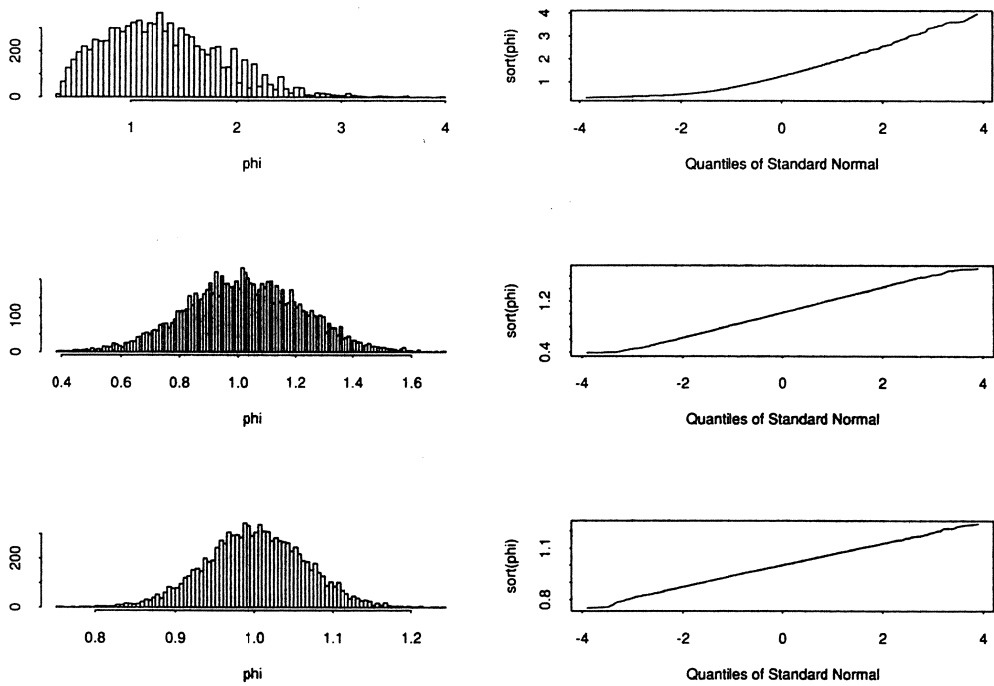 0 200
1 2 3 4
phi
sort(phi)
1 2 3 4
-4 -2 0 2 4
Quantiles of Standard Normal
0 100
0.4 0.6 0.8 1.0 1.2 1.4 1.6
phi
sort(phi)
0.4 1.2
-4 -2 0 2 4
Quantiles of Standard Normal
0 200
0.8 0.9 1.0 1.1 1.2
phi
sort(phi)
0.8 1.1
-4 -2 0 2 4
Quantiles of Standard Normal